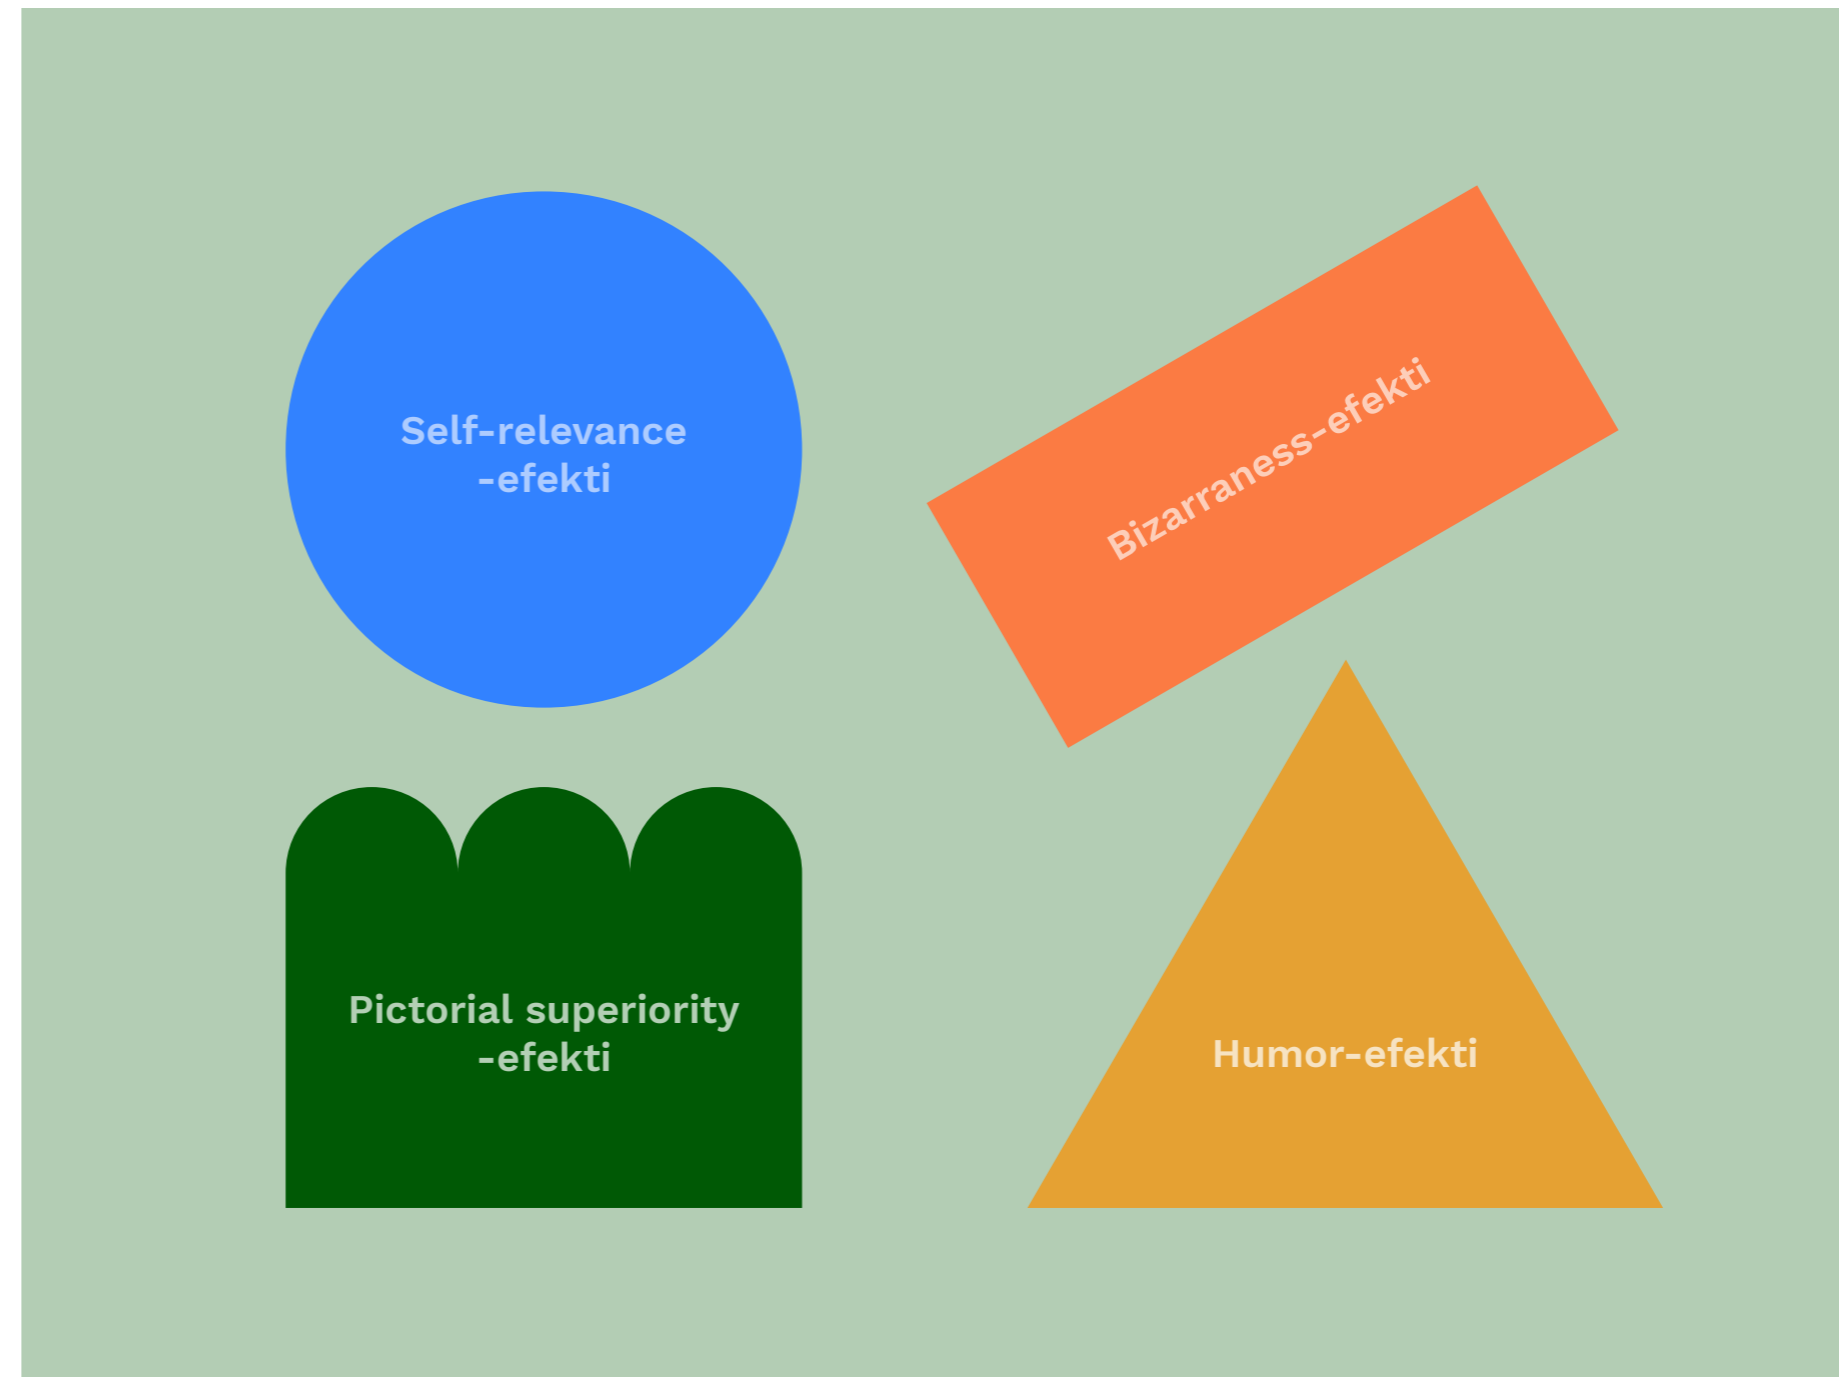 Self-relevance
-efekti
Bizarraness-efekti
Pictorial superiority
-efekti
Humor-efekti